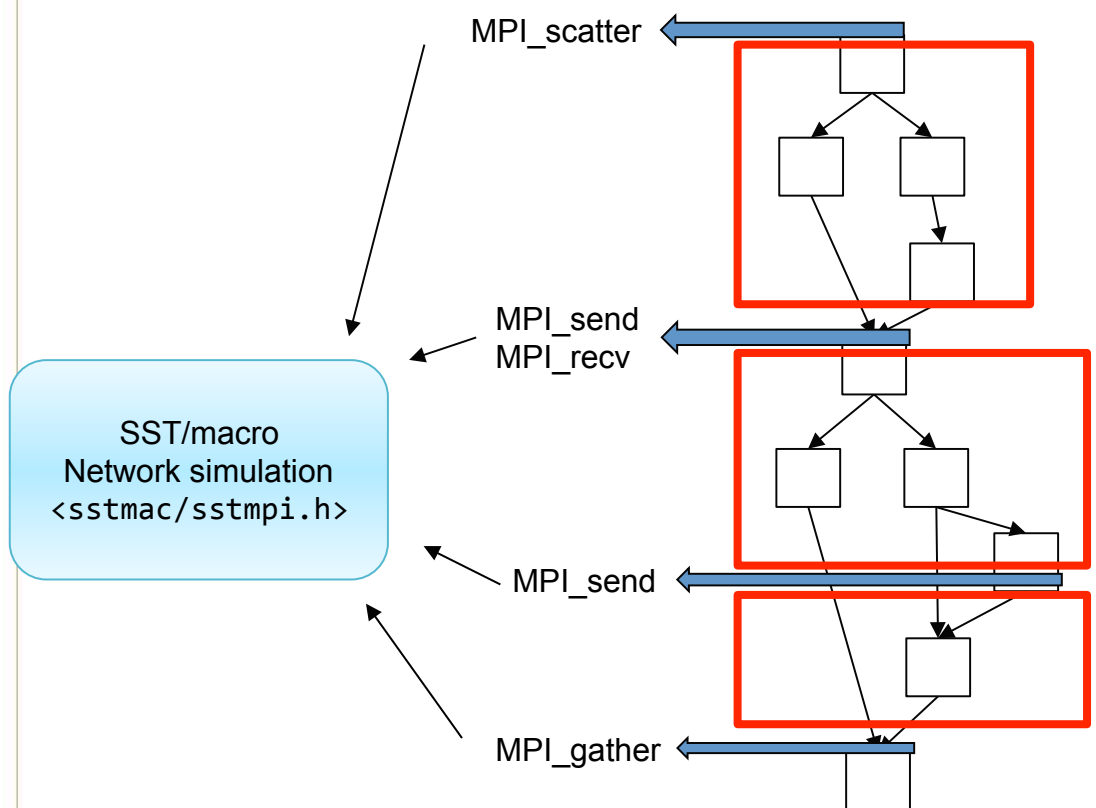 MPI_scatter
MPI_send
MPI_recv
SST/macro
Network simulation
<sstmac/sstmpi.h>
MPI_send
MPI_gather